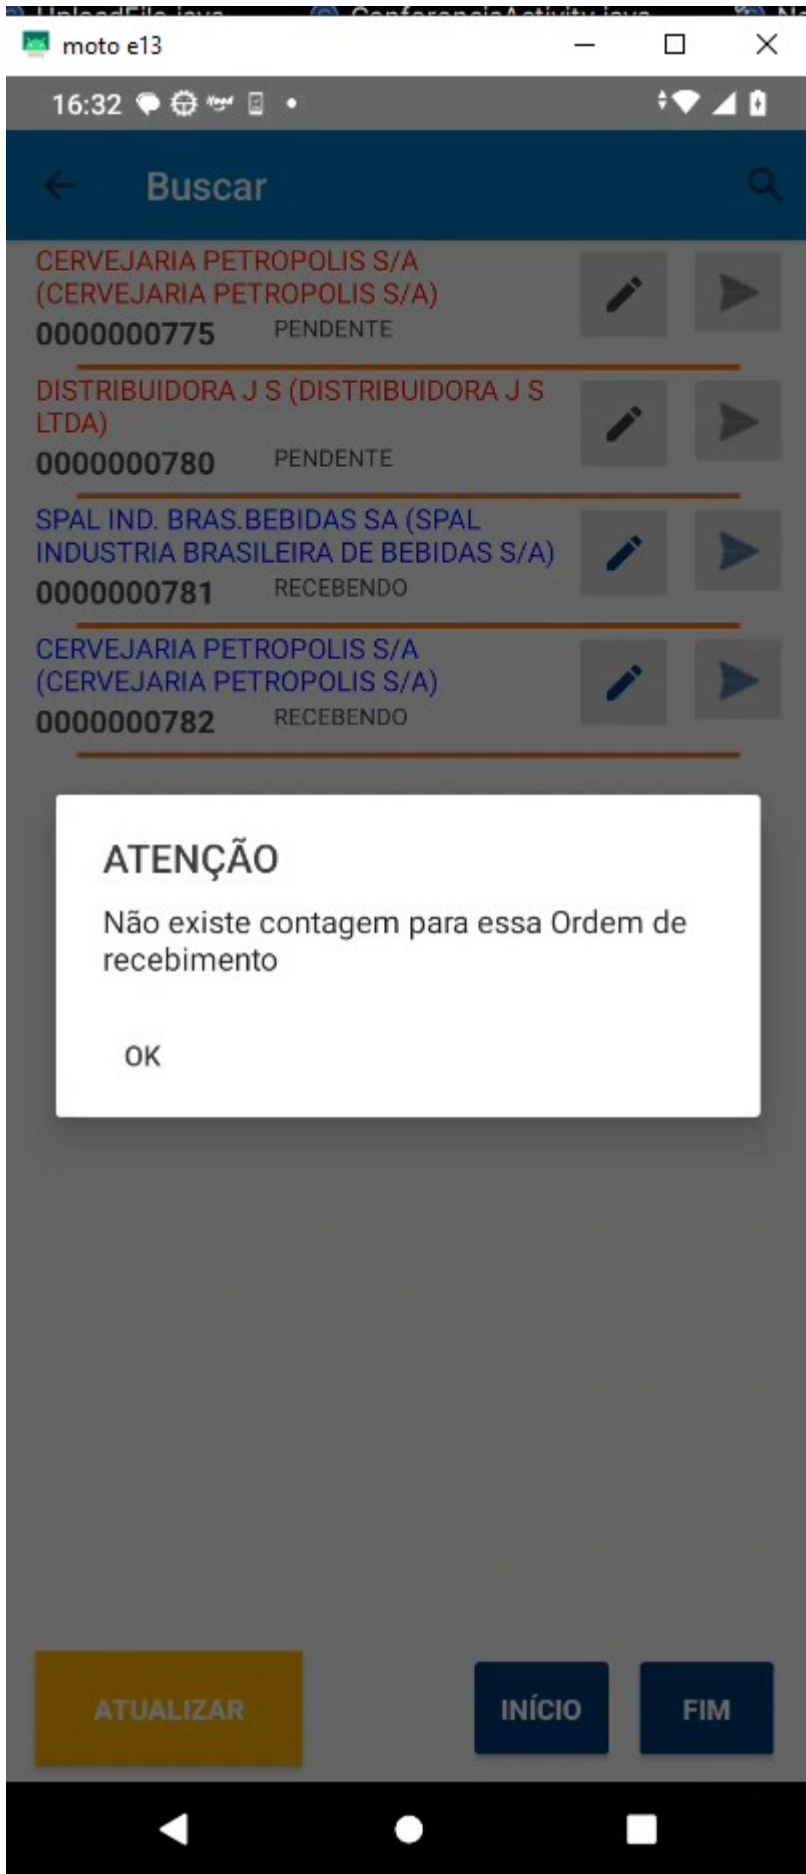 moto e13
16:32
Buscar
CERVEJARIA PETROPOLIS S/A
(CERVEJARIA PETROPOLIS S/A)
0000000775 PENDENTE
DISTRIBUIDORA J S (DISTRIBUIDORA J S
LTDA)
0000000780 PENDENTE
SPAL IND. BRAS.BEBIDAS SA (SPAL
INDUSTRIA BRASILEIRA DE BEBIDAS S/A)
0000000781 RECEBENDO
CERVEJARIA PETROPOLIS S/A
(CERVEJARIA PETROPOLIS S/A)
0000000782 RECEBENDO
ATENÇÃO
Não existe contagem para essa Ordem de
recebimento
OK
ATUALIZAR INÍCIO FIM